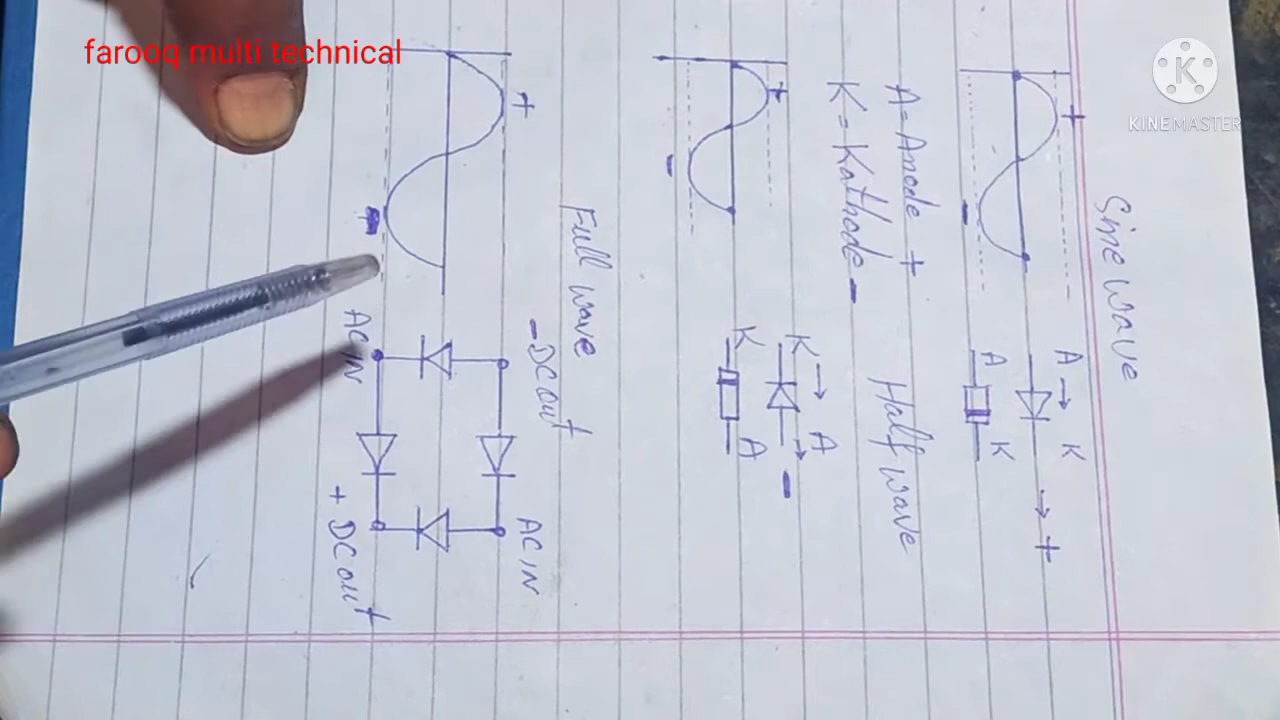 farooq multi technical
K
KINEMASTER
Sine wave
+
-
A → K → +
A K
A = Anode +
K = Kathode -
Half wave
+
-
K → A → -
K A
Full wave
+
+
- DC out
AC IN
AC IN
+ DC out